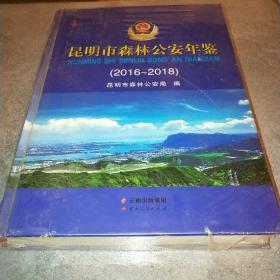 昆明市森林公安年鉴
KUNMING SHI SENLIN GONG AN NIANJIAN
(2016~2018)
昆明市森林公安局 编
云南出版集团
云南人民出版社